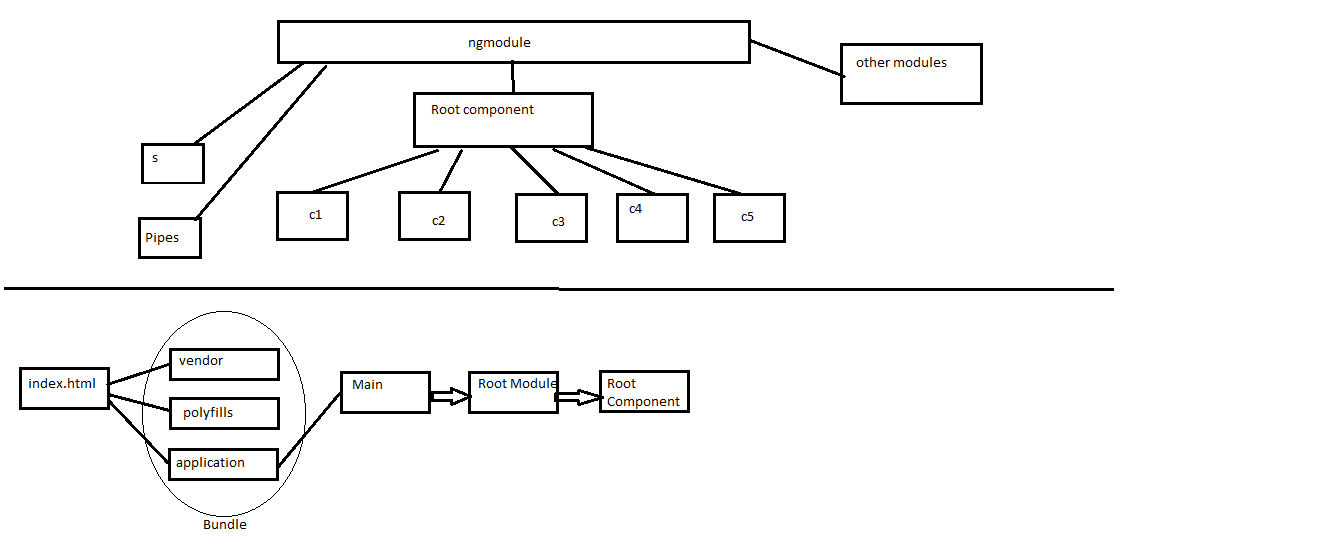 ngmodule
other modules
Root component
s
Pipes
c1
c2
c3
c4
c5
index.html
vendor
polyfills
application
Bundle
Main
Root Module
Root
Component